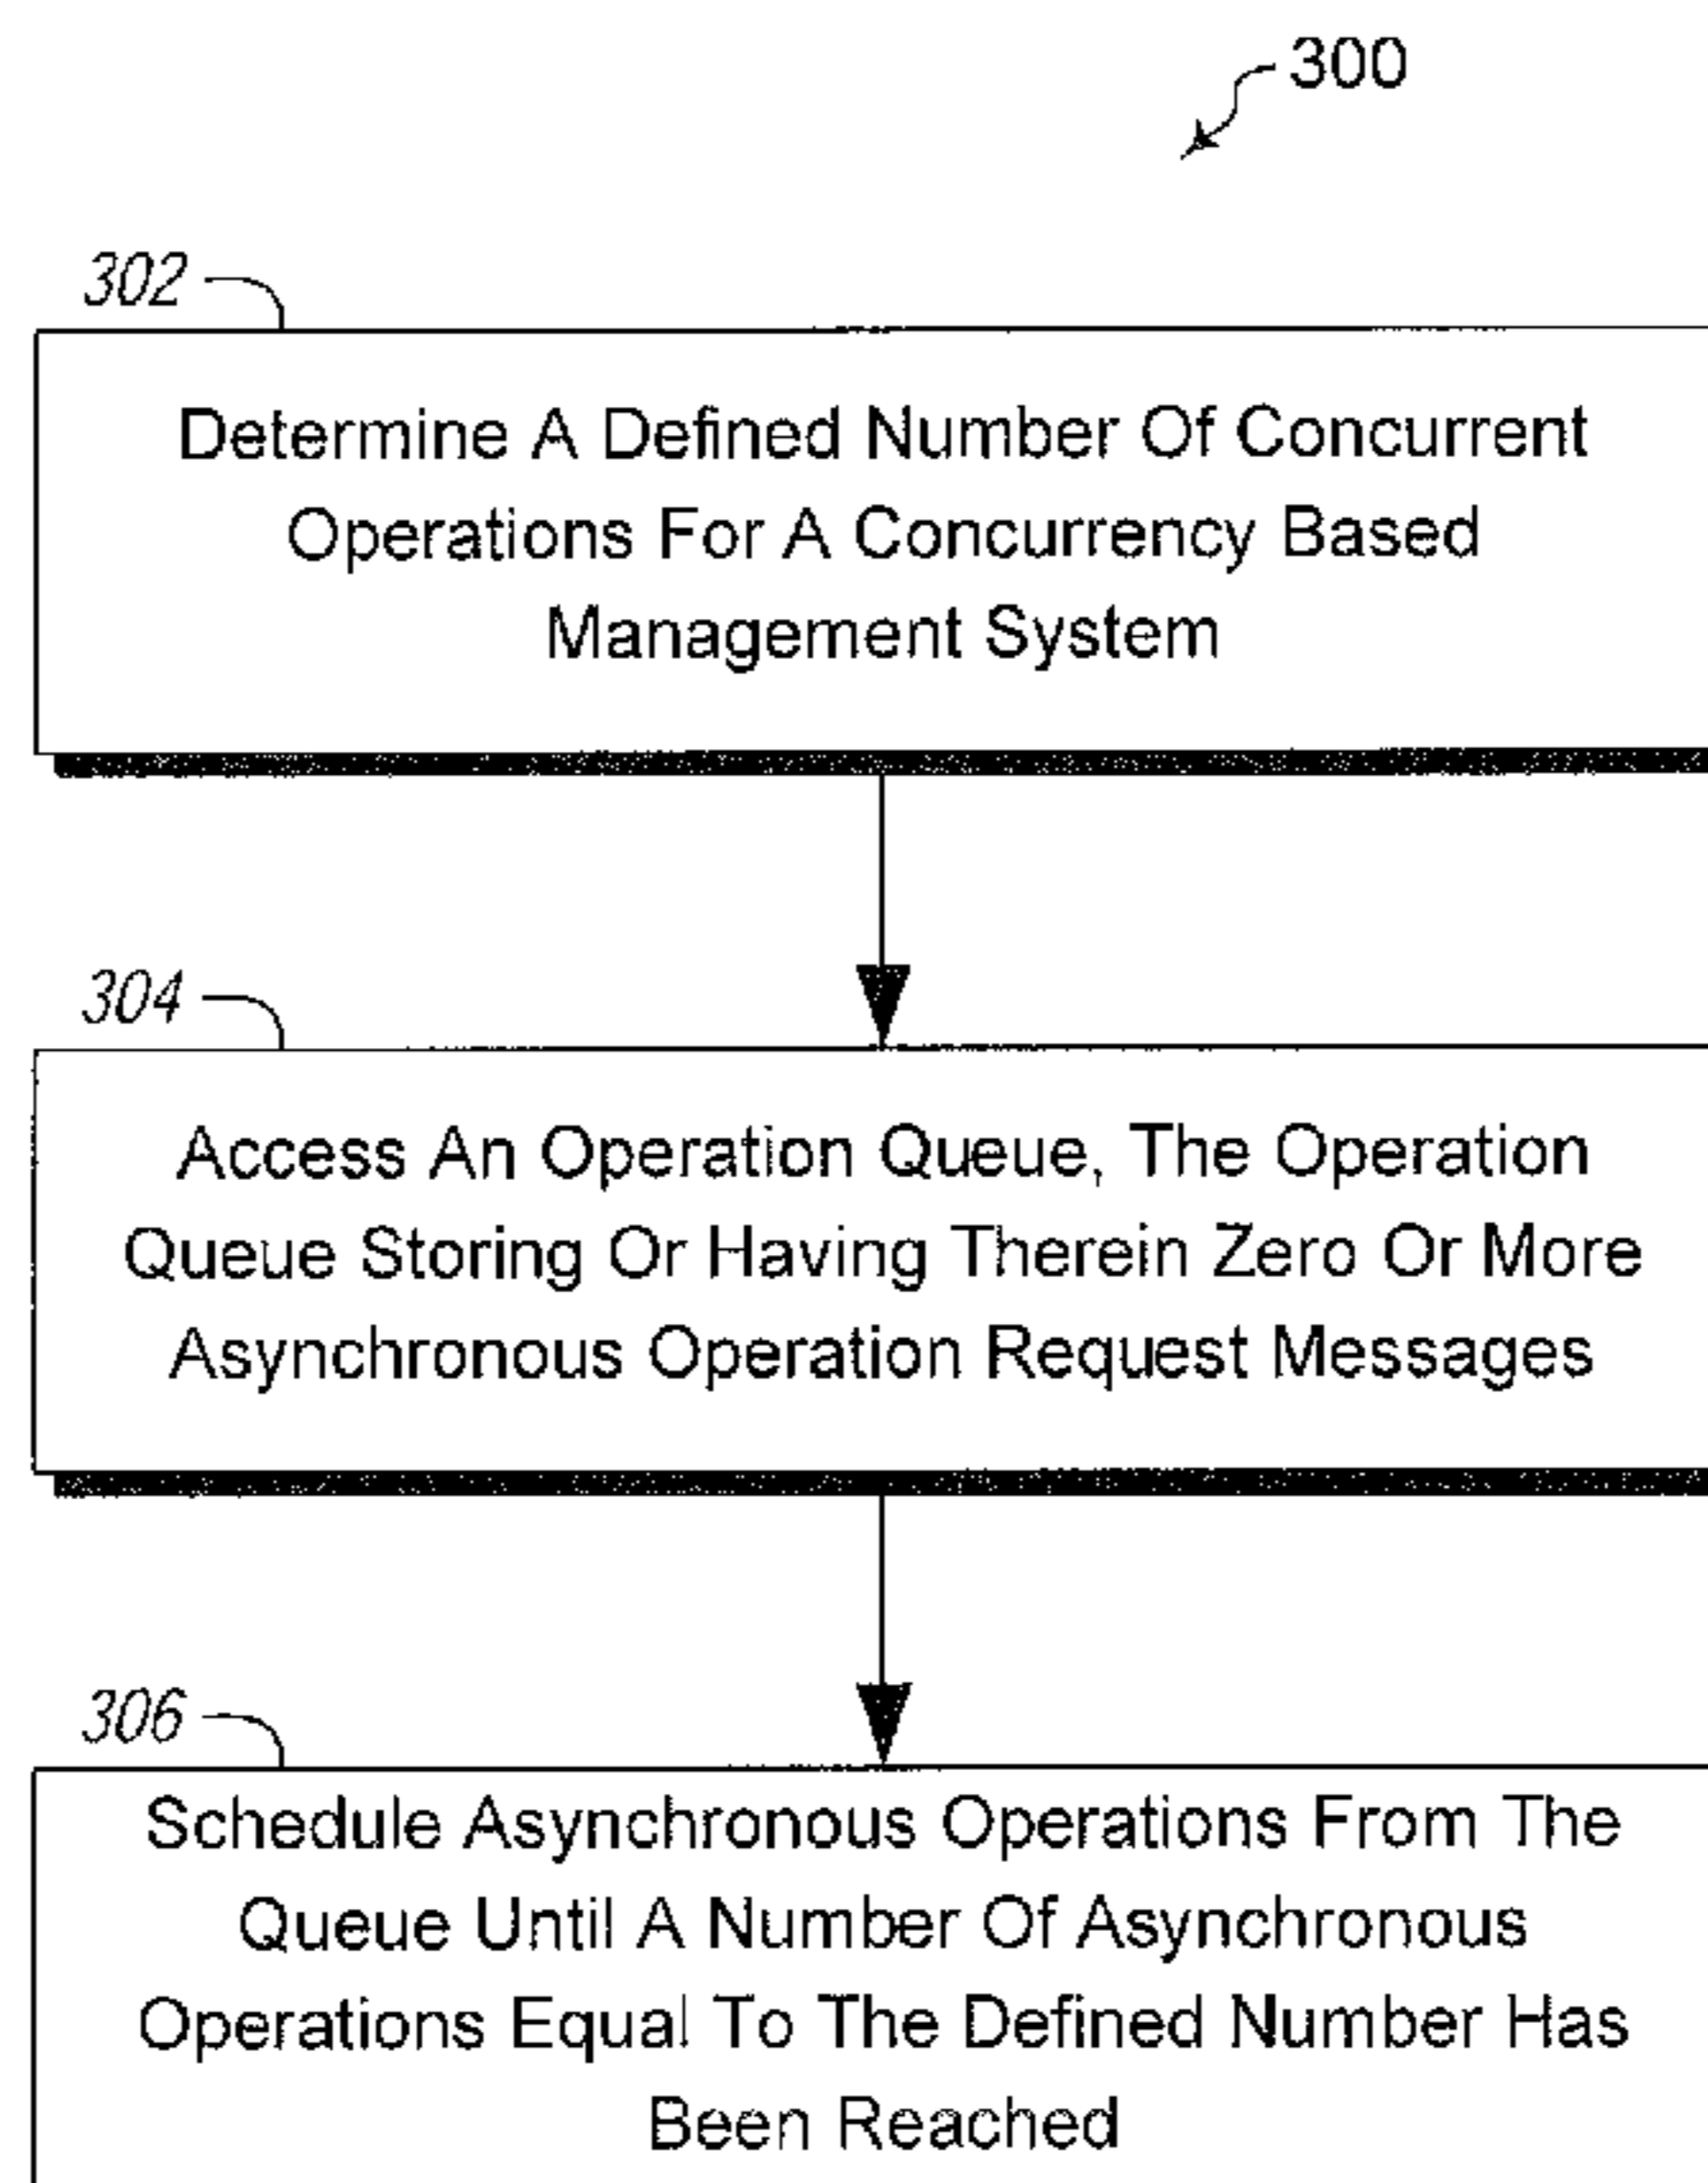 300
302
Determine A Defined Number Of Concurrent
Operations For A Concurrency Based
Management System
304
Access An Operation Queue, The Operation
Queue Storing Or Having Therein Zero Or More
Asynchronous Operation Request Messages
306
Schedule Asynchronous Operations From The
Queue Until A Number Of Asynchronous
Operations Equal To The Defined Number Has
Been Reached